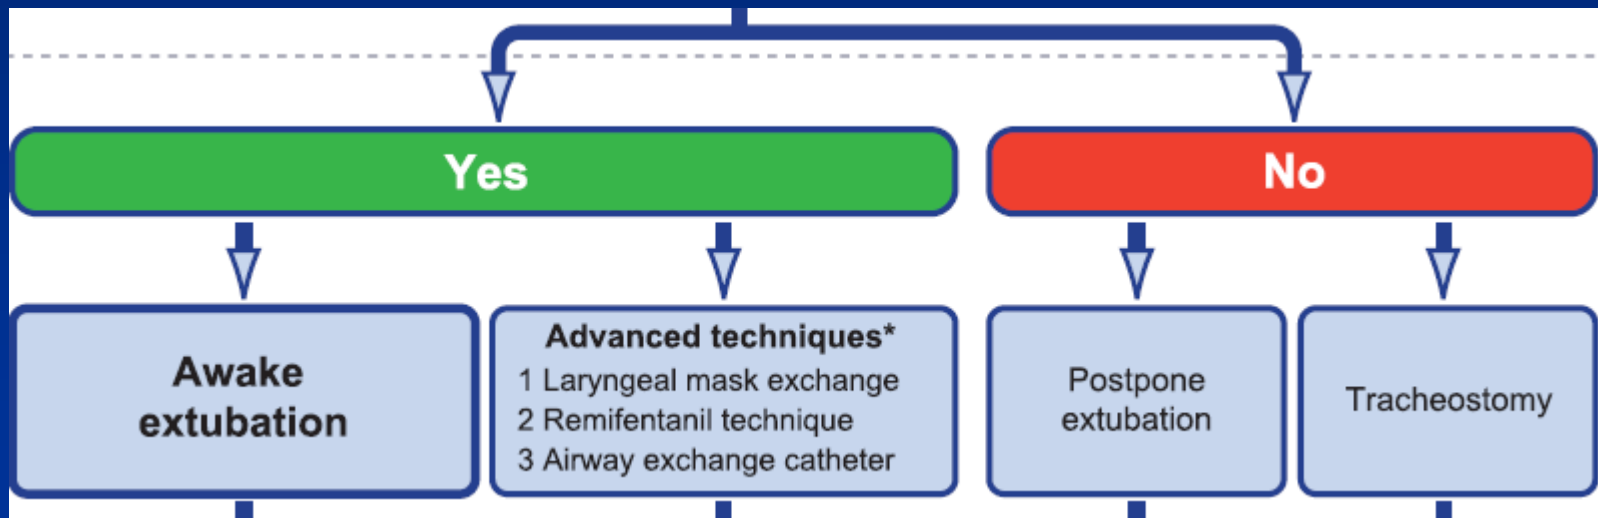 Yes
No
Awake
extubation
Advanced techniques*
1 Laryngeal mask exchange
2 Remifentanil technique
3 Airway exchange catheter
Postpone
extubation
Tracheostomy